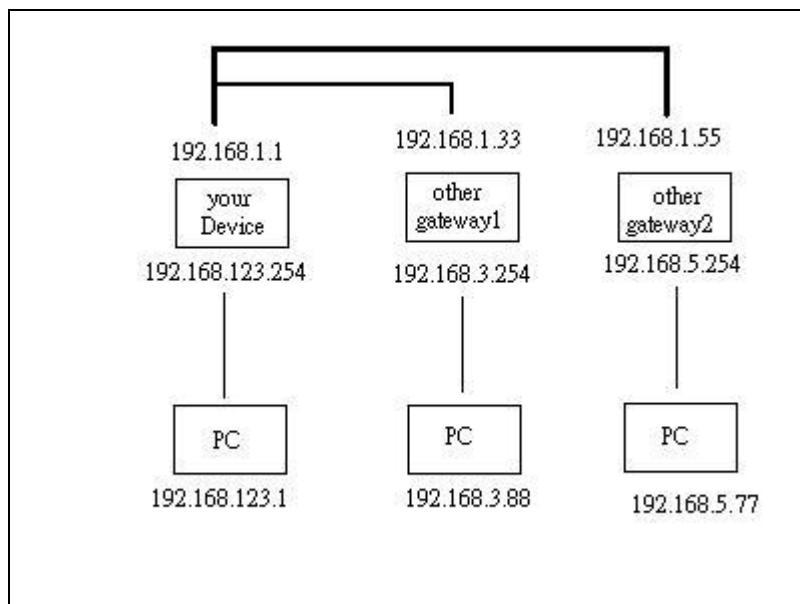 192.168.1.1
192.168.1.33
192.168.1.55
your
Device
other
gateway1
other
gateway2
192.168.123.254
192.168.3.254
192.168.5.254
PC
PC
PC
192.168.123.1
192.168.3.88
192.168.5.77